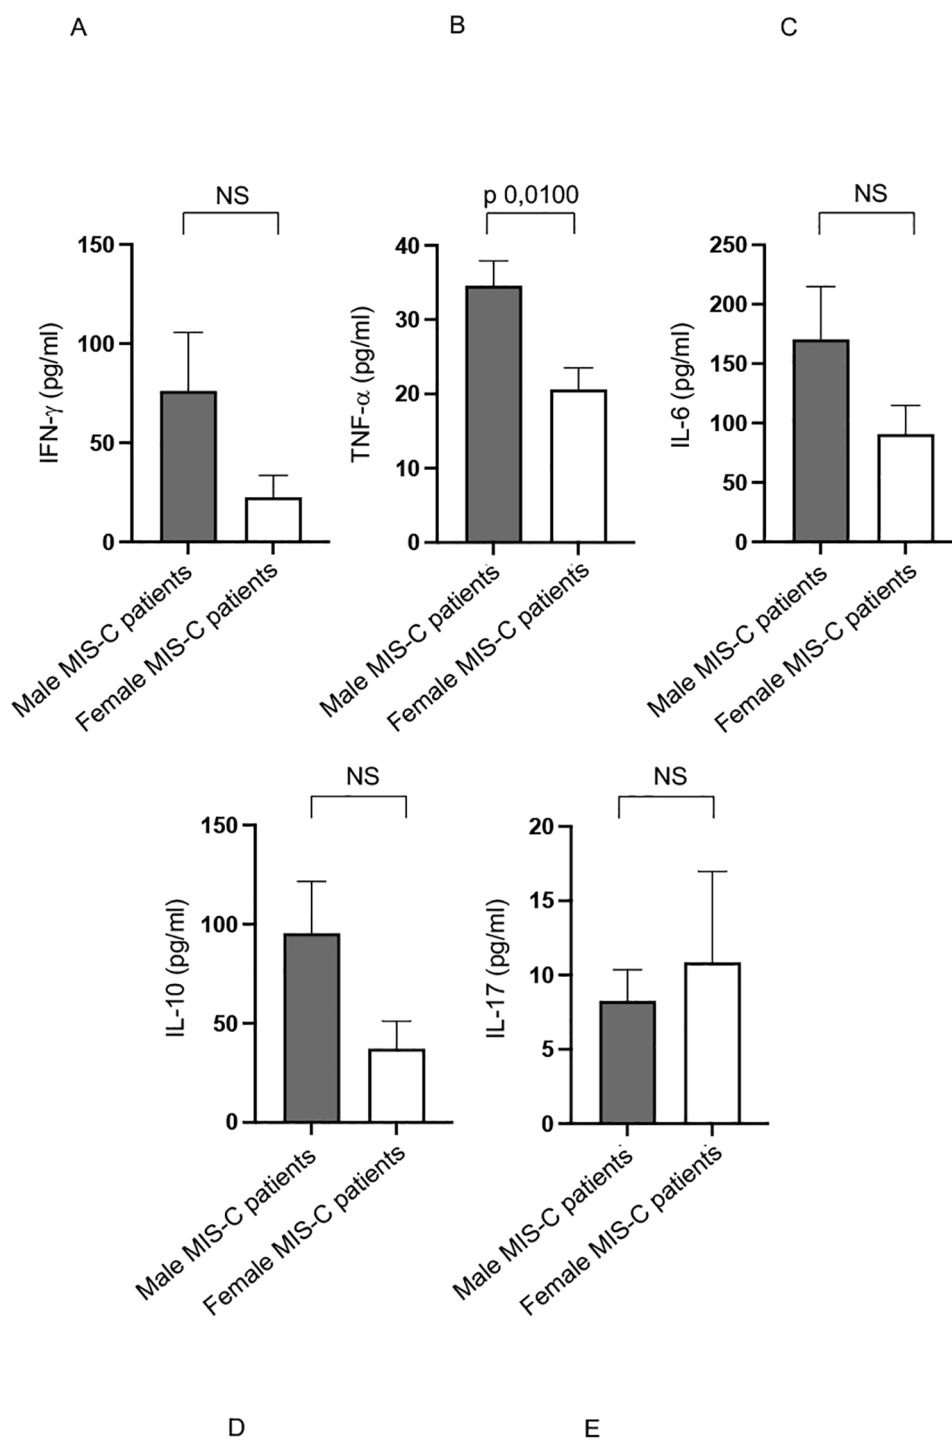 A
B
C
NS
p 0,0100
NS
150
100
50
0
IFN-γ (pg/ml)
Male MIS-C patients
Female MIS-C patients
40
30
20
10
0
TNF-α (pg/ml)
Male MIS-C patients
Female MIS-C patients
250
200
150
100
50
0
IL-6 (pg/ml)
Male MIS-C patients
Female MIS-C patients
NS
NS
150
100
50
0
IL-10 (pg/ml)
Male MIS-C patients
Female MIS-C patients
20
15
10
5
0
IL-17 (pg/ml)
Male MIS-C patients
Female MIS-C patients
D
E